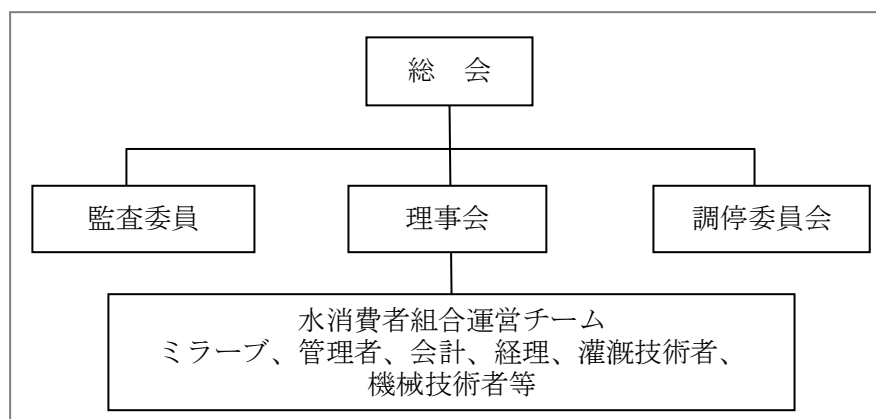 総　会
監査委員
理事会
調停委員会
水消費者組合運営チーム
ミラーブ、管理者、会計、経理、灌漑技術者、
機械技術者等